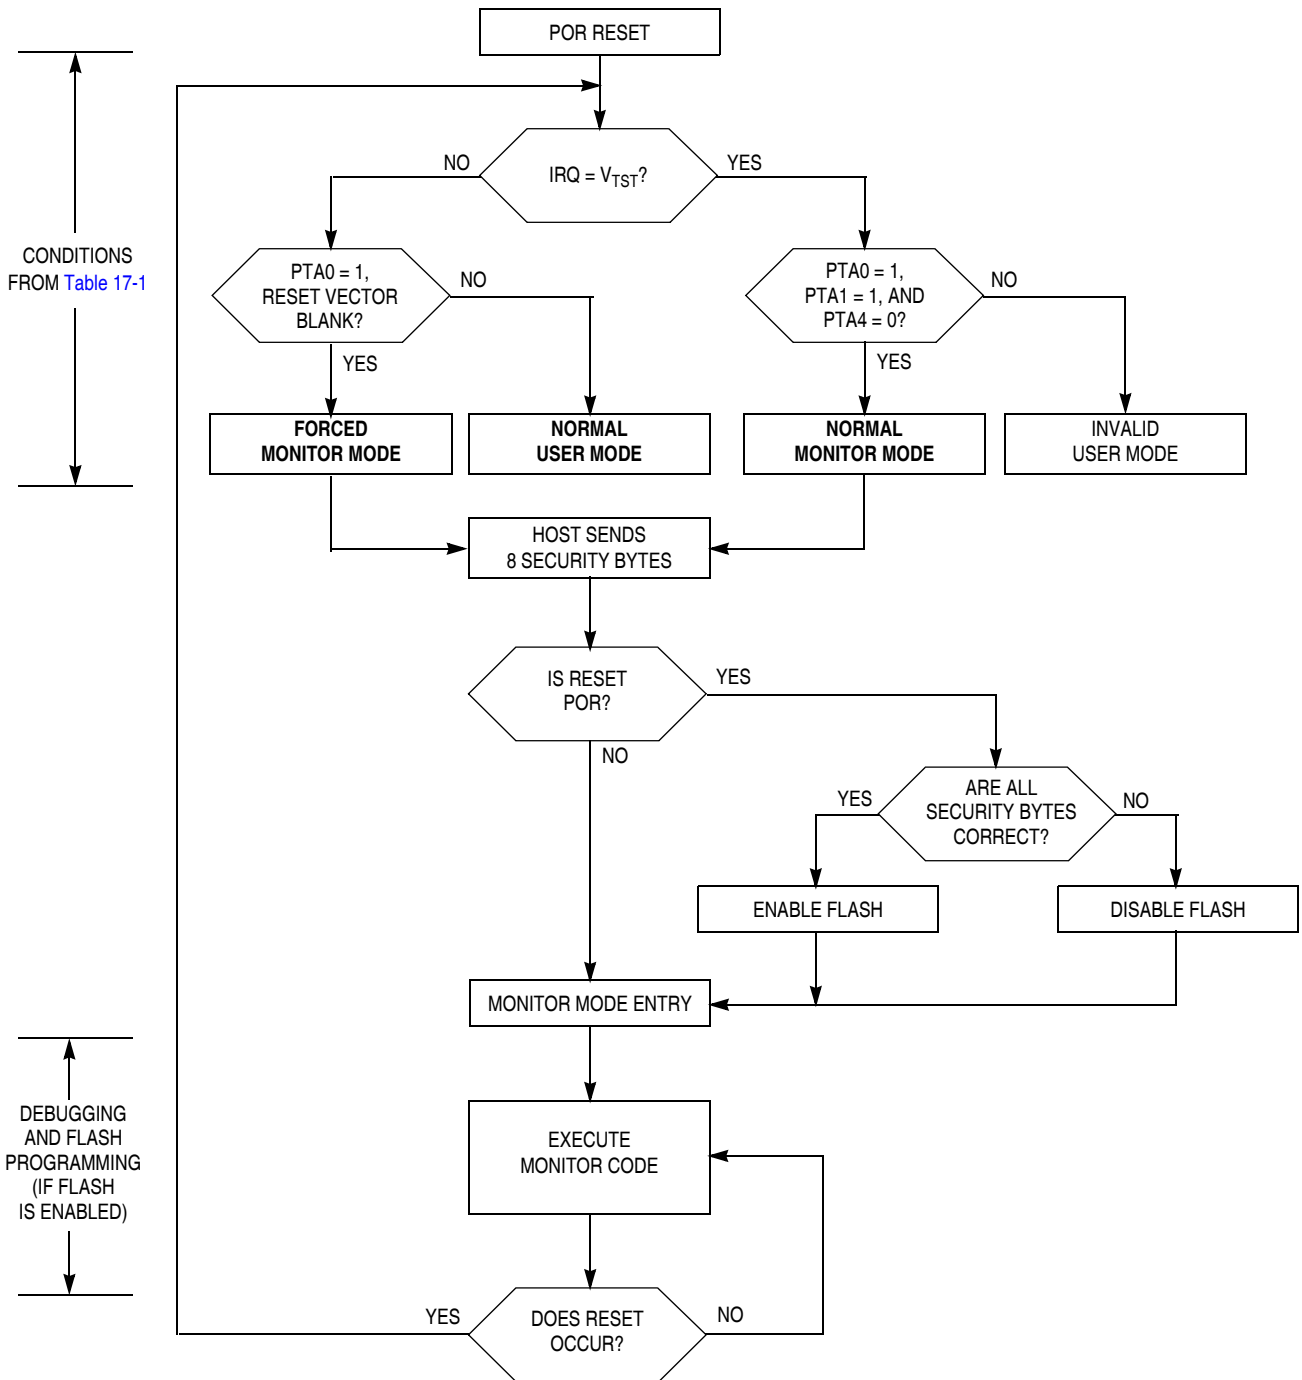 POR RESET
NO
IRQ = VTST?
YES
CONDITIONS
FROM Table 17-1
PTA0 = 1,
RESET VECTOR
BLANK?
NO
YES
PTA0 = 1,
PTA1 = 1, AND
PTA4 = 0?
NO
YES
FORCED
MONITOR MODE
NORMAL
USER MODE
NORMAL
MONITOR MODE
INVALID
USER MODE
HOST SENDS
8 SECURITY BYTES
IS RESET
POR?
YES
NO
ARE ALL
SECURITY BYTES
CORRECT?
YES
NO
ENABLE FLASH
DISABLE FLASH
MONITOR MODE ENTRY
DEBUGGING
AND FLASH
PROGRAMMING
(IF FLASH
IS ENABLED)
EXECUTE
MONITOR CODE
YES
DOES RESET
OCCUR?
NO